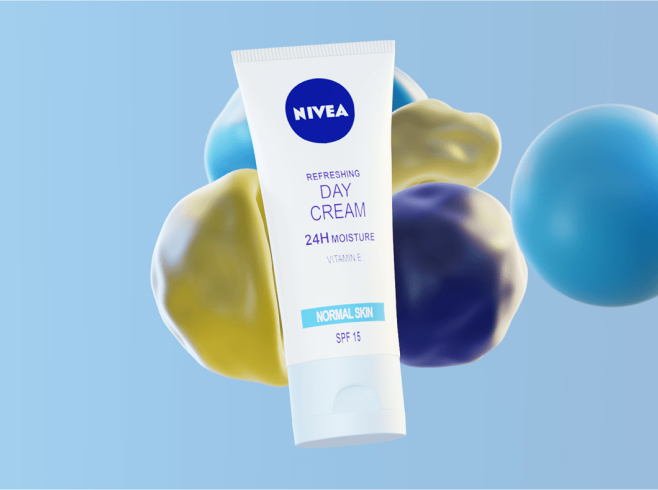 NIVEA
REFRESHING
DAY
CREAM
24H MOISTURE
VITAMIN E
NORMAL SKIN
SPF 15